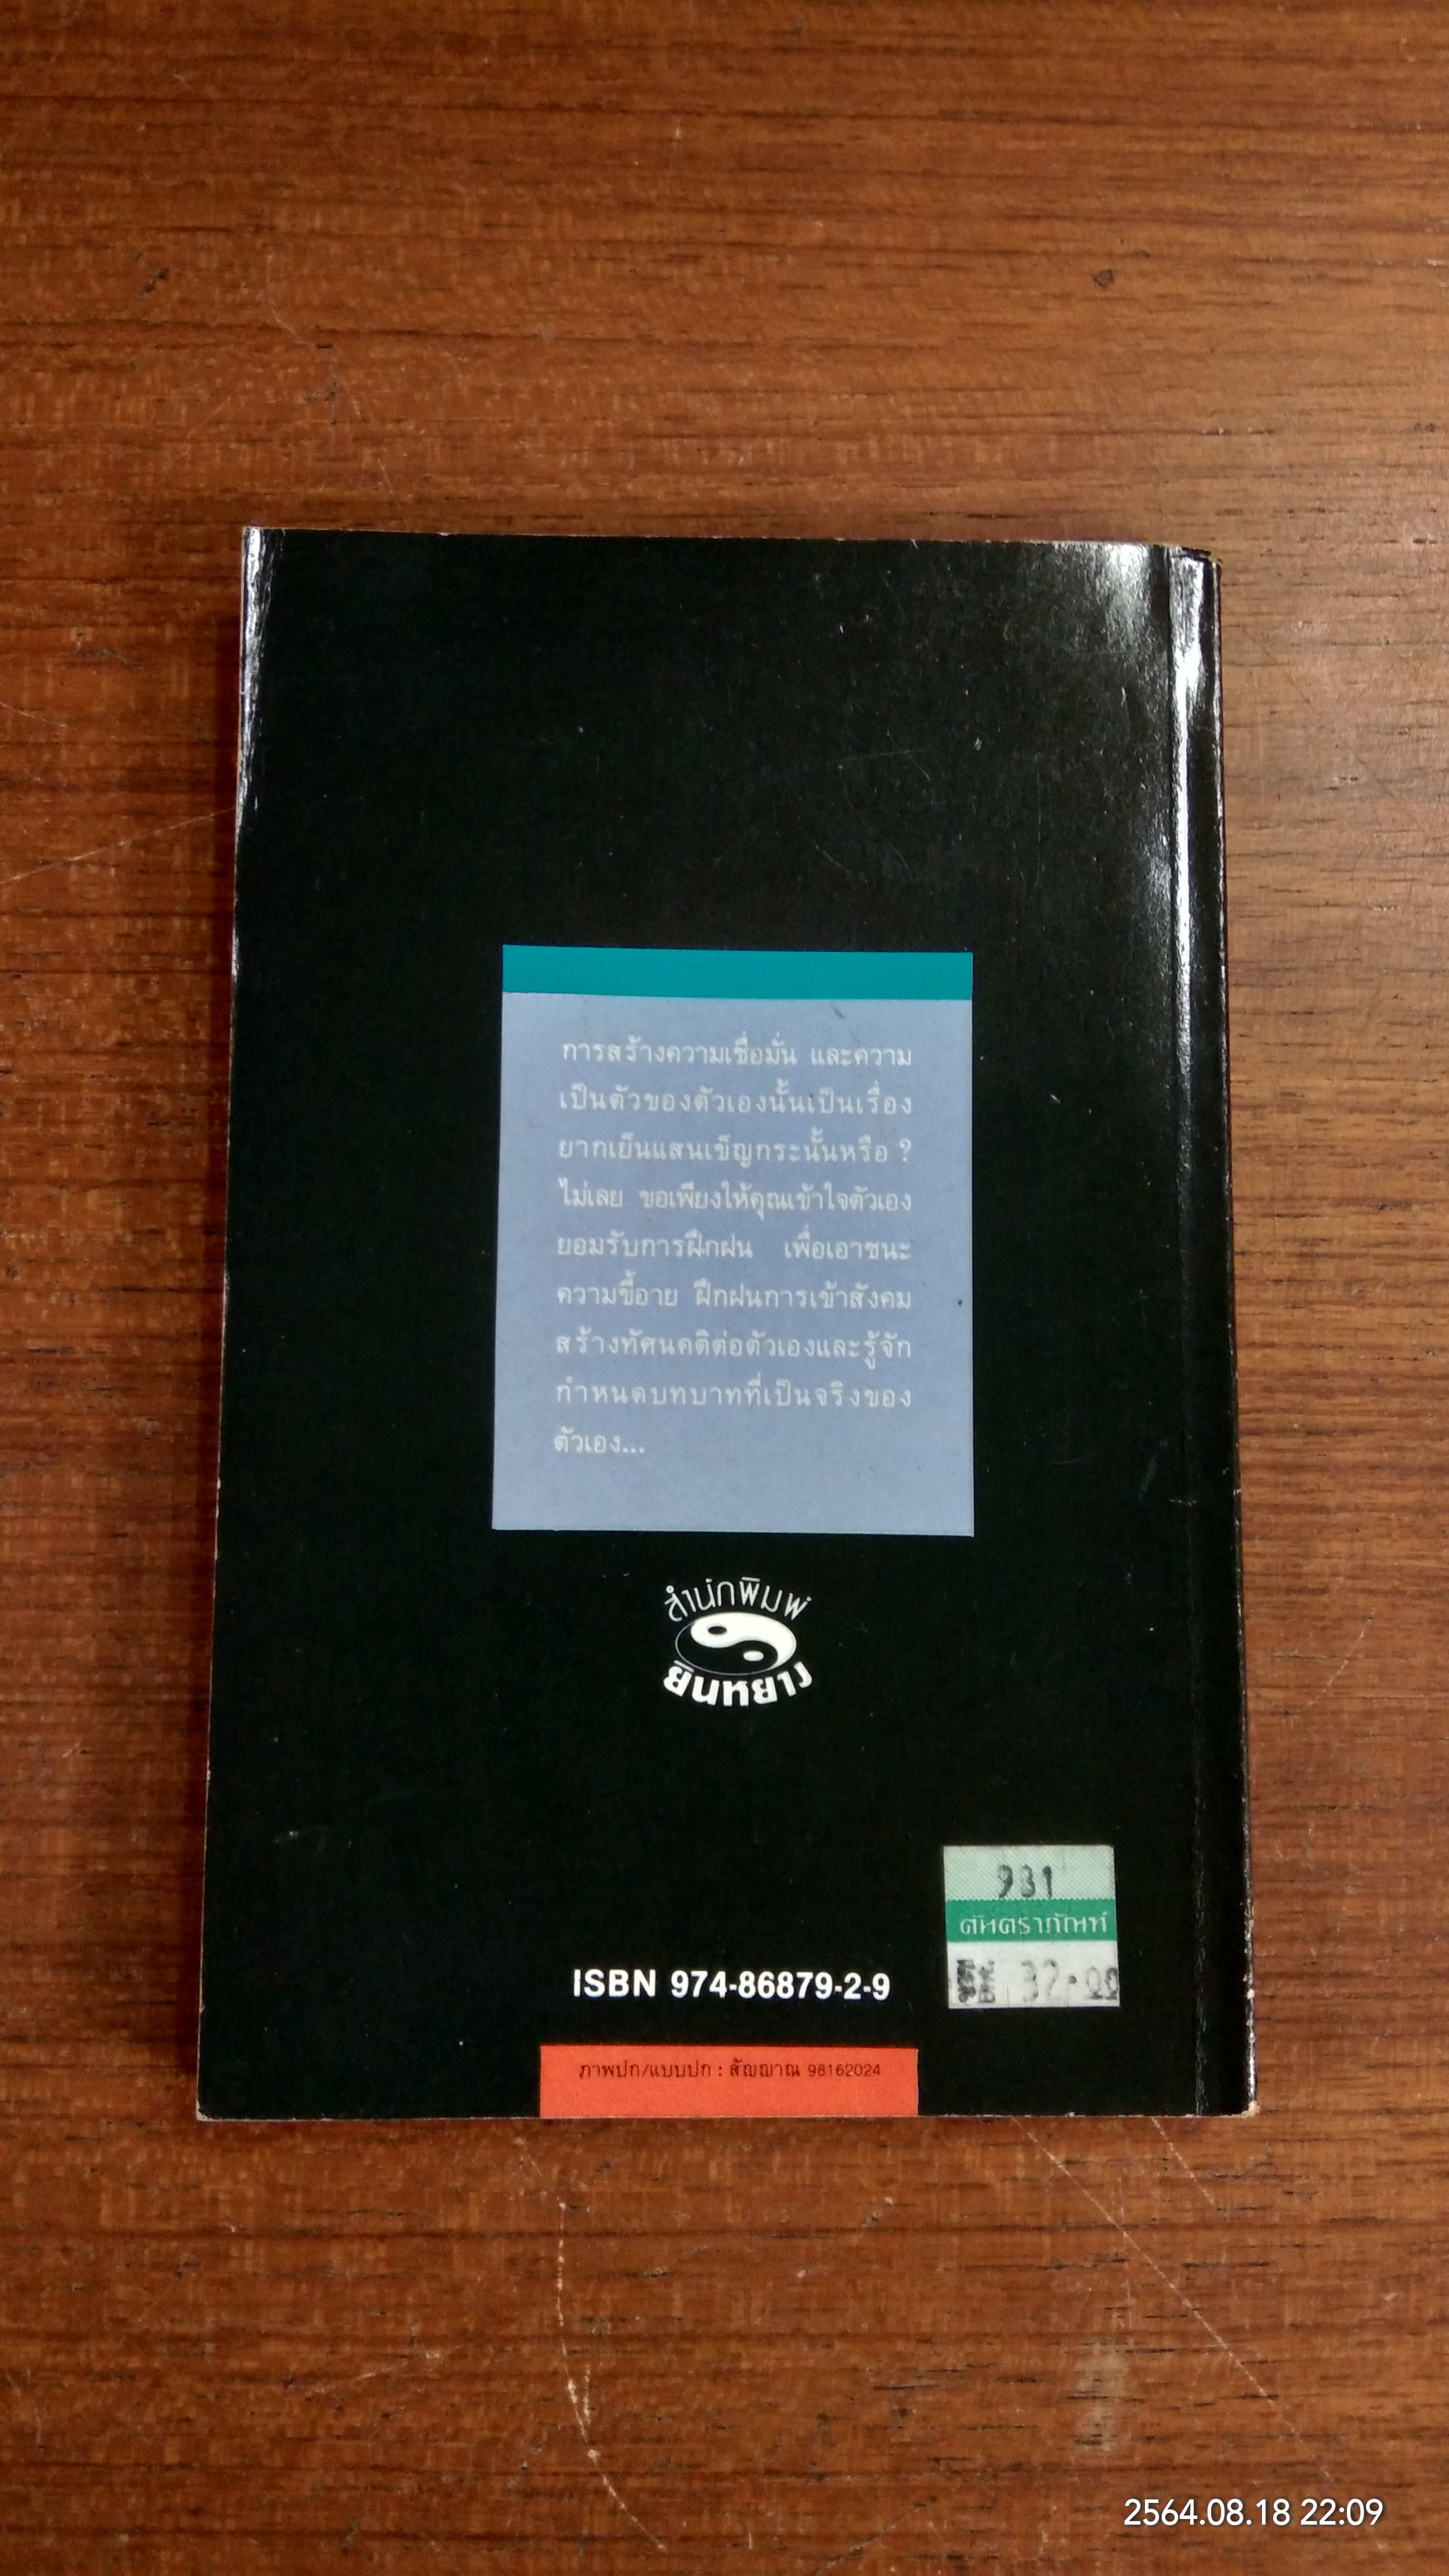 การสร้างความเชื่อมั่น และความ
เป็นตัวของตัวเองนั้นเป็นเรื่อง
ยากเย็นแสนเข็ญกระนั้นหรือ ?
ไม่เลย ขอเพียงให้คุณเข้าใจตัวเอง
ยอมรับการฝึกฝน เพื่อเอาชนะ
ความขี้อาย ฝึกฝนการเข้าสังคม
สร้างทัศนคติต่อตัวเองและรู้จัก
กำหนดบทบาทที่เป็นจริงของ
ตัวเอง...
สำนักพิมพ์
ยินหยาง
931
ตันตราภัณฑ์
32.00
ISBN 974-86879-2-9
ภาพปก/แบบปก : สัญญาณ 98162024
2564.08.18 22:09